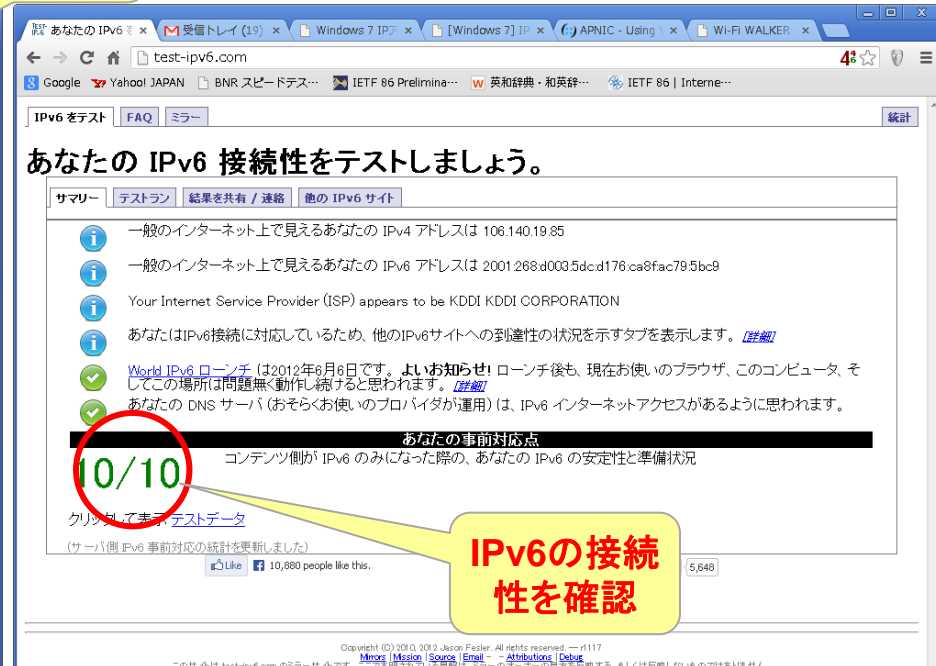 あなたの IPv6 そ
受信トレイ (19)
Windows 7 IP
[Windows 7] IP
APNIC - Using
Wi-Fi WALKER
test-ipv6.com
Google Yahoo! JAPAN BNR スピードテス… IETF 86 Prelimina… 英和辞典・和英辞… IETF 86 | Interne…
IPv6 をテスト FAQ ミラー 統計
あなたの IPv6 接続性をテストしましょう。
サマリー テストラン 結果を共有 / 連絡 他の IPv6 サイト
一般のインターネット上で見えるあなたの IPv4 アドレスは 106.140.19.85
一般のインターネット上で見えるあなたの IPv6 アドレスは 2001:268:d003:5dc:d176:ca8f:ac79:5bc9
Your Internet Service Provider (ISP) appears to be KDDI KDDI CORPORATION
あなたはIPv6接続に対応しているため、他のIPv6サイトへの到達性の状況を示すタブを表示します。 [詳細]
World IPv6 ローンチ (は2012年6月6日です。よいお知らせ! ローンチ後も、現在お使いのブラウザ、このコンピュータ、そ
してこの場所は問題無く動作し続けると思われます。 [詳細]
あなたの DNS サーバ (おそらくお使いのプロバイダが運用) は、IPv6 インターネットアクセスがあるように思われます。
あなたの事前対応点
10/10
コンテンツ側が IPv6 のみになった際の、あなたの IPv6 の安定性と準備状況
クリックして表示 テストデータ
(サーバ側 IPv6 事前対応の統計を更新しました)
Like 10,880 people like this.
5,648
IPv6の接続
性を確認
Copyright (C) 2010, 2012 Jason Fesler. All rights reserved. — r1117
Mirrors | Mission | Source | Email - - Attributions | Debug